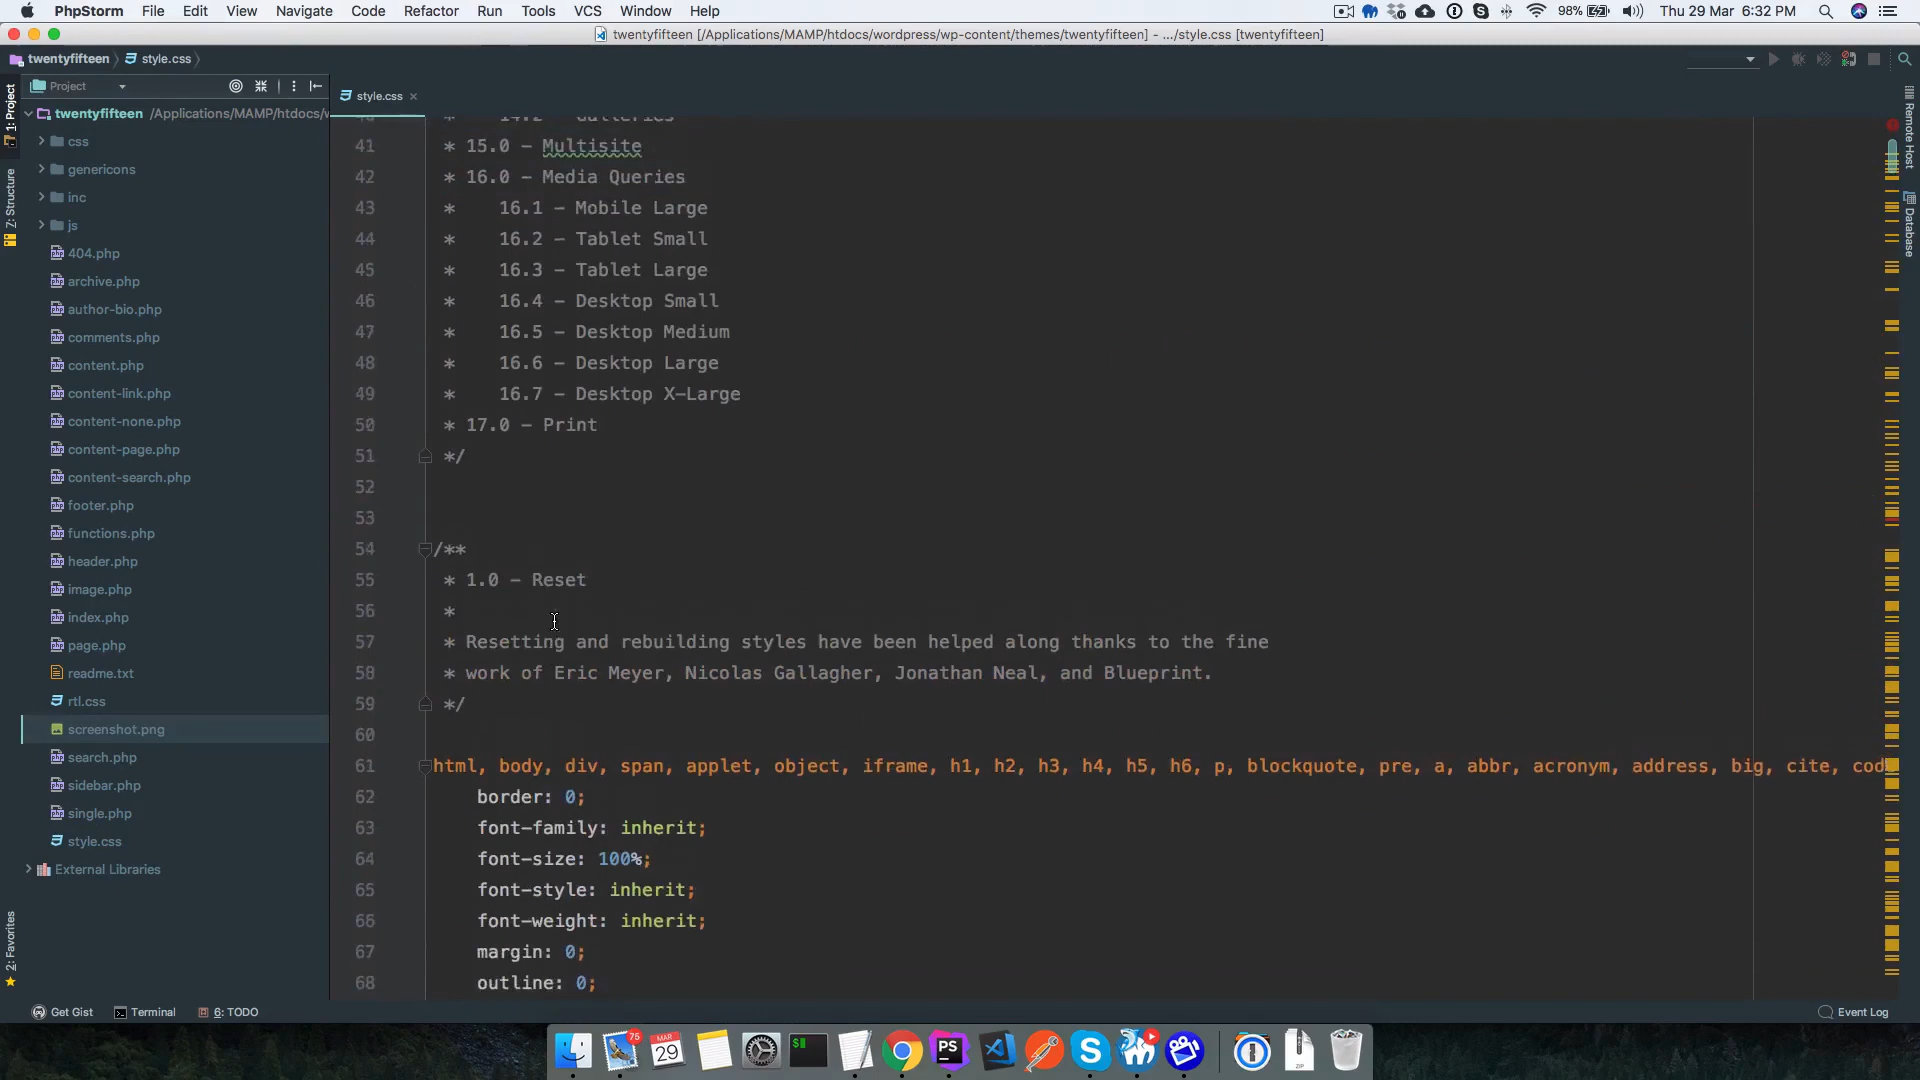 PhpStorm File Edit View Navigate Code Refactor Run Tools VCS Window Help 98% Thu 29 Mar 6:32 PM
twentyfifteen [/Applications/MAMP/htdocs/wordpress/wp-content/themes/twentyfifteen] - .../style.css [twentyfifteen]
twentyfifteen style.css
Project
style.css
1: Project
7: Structure
2: Favorites
twentyfifteen /Applications/MAMP/htdocs/w
css
genericons
inc
js
404.php
archive.php
author-bio.php
comments.php
content.php
content-link.php
content-none.php
content-page.php
content-search.php
footer.php
functions.php
header.php
image.php
index.php
page.php
readme.txt
rtl.css
screenshot.png
search.php
sidebar.php
single.php
style.css
External Libraries
40 * 14.2 - Galleries
41 * 15.0 - Multisite
42 * 16.0 - Media Queries
43 * 16.1 - Mobile Large
44 * 16.2 - Tablet Small
45 * 16.3 - Tablet Large
46 * 16.4 - Desktop Small
47 * 16.5 - Desktop Medium
48 * 16.6 - Desktop Large
49 * 16.7 - Desktop X-Large
50 * 17.0 - Print
51 */
52
53
54 /**
55 * 1.0 - Reset
56 *
57 * Resetting and rebuilding styles have been helped along thanks to the fine
58 * work of Eric Meyer, Nicolas Gallagher, Jonathan Neal, and Blueprint.
59 */
60
61 html, body, div, span, applet, object, iframe, h1, h2, h3, h4, h5, h6, p, blockquote, pre, a, abbr, acronym, address, big, cite, cod
62 border: 0;
63 font-family: inherit;
64 font-size: 100%;
65 font-style: inherit;
66 font-weight: inherit;
67 margin: 0;
68 outline: 0;
Remote Host
Database
Get Gist Terminal 6: TODO Event Log
75
MAR
29
$
PS
S
ZIP